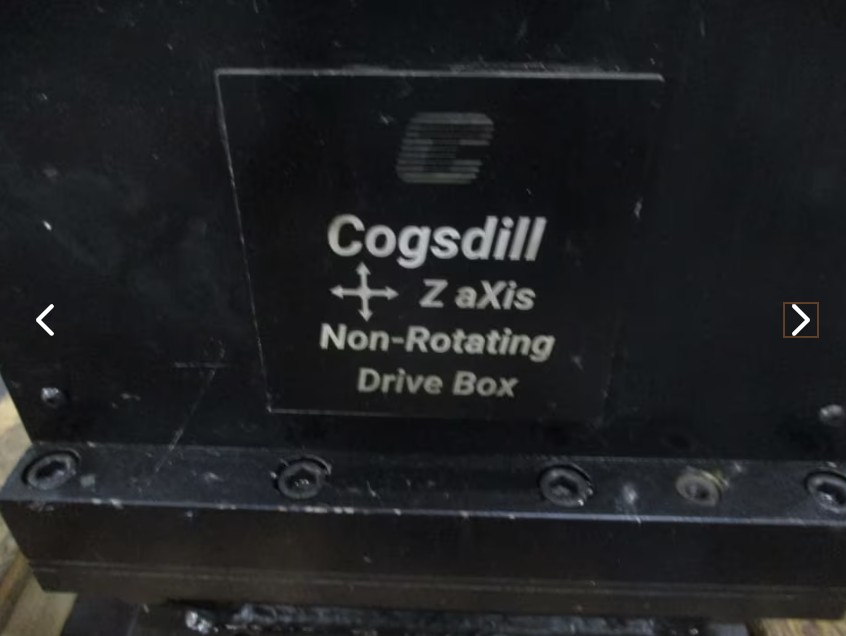 Cogsdill
Z aXis
Non-Rotating
Drive Box